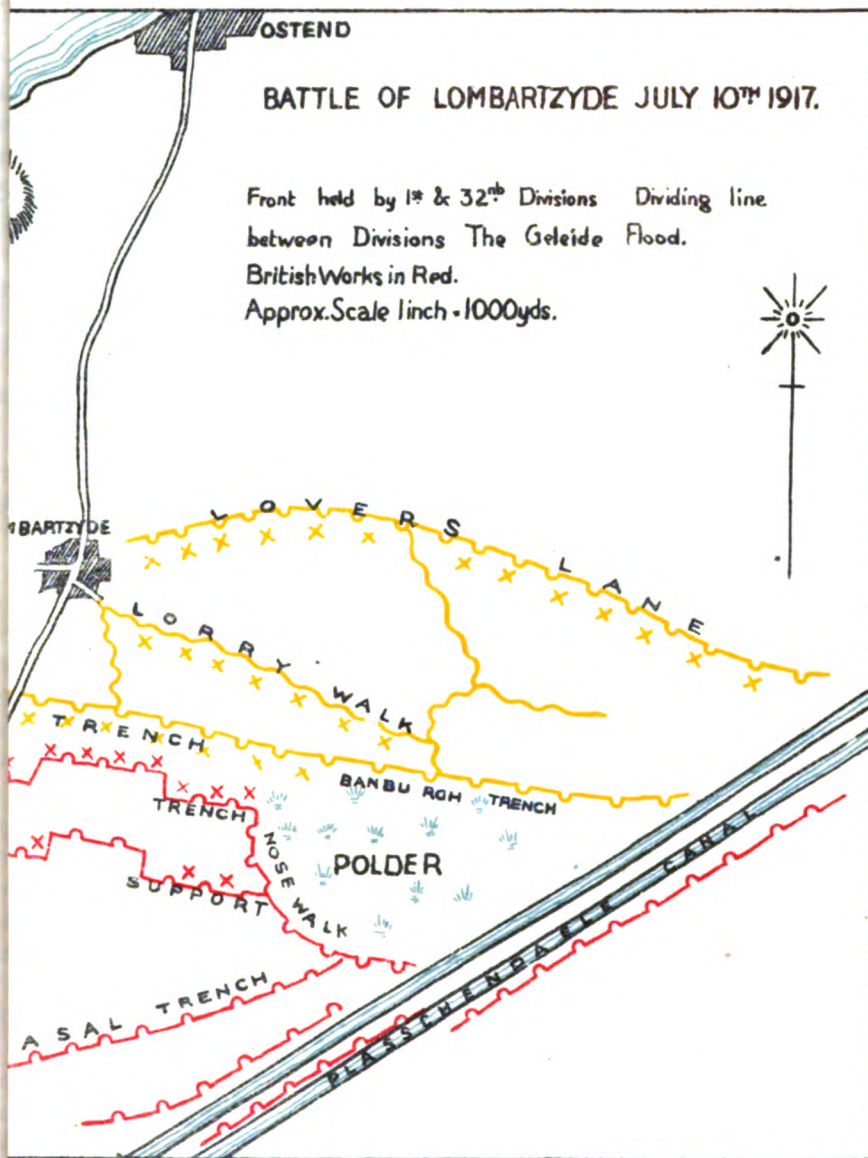 OSTEND
BATTLE OF LOMBARTZYDE JULY 10TH 1917.
Front held by 1st & 32nd Divisions Dividing line
between Divisions The Geleide Flood.
British Works in Red.
Approx. Scale 1 inch = 1000yds.
LOVERS LANE
MBARTZYDE
LORRY WALK
TRENCH
BANBURGH TRENCH
TRENCH
NOSE WALK
POLDER
SUPPORT
PLASSCHENDAELE CANAL
ASAL TRENCH